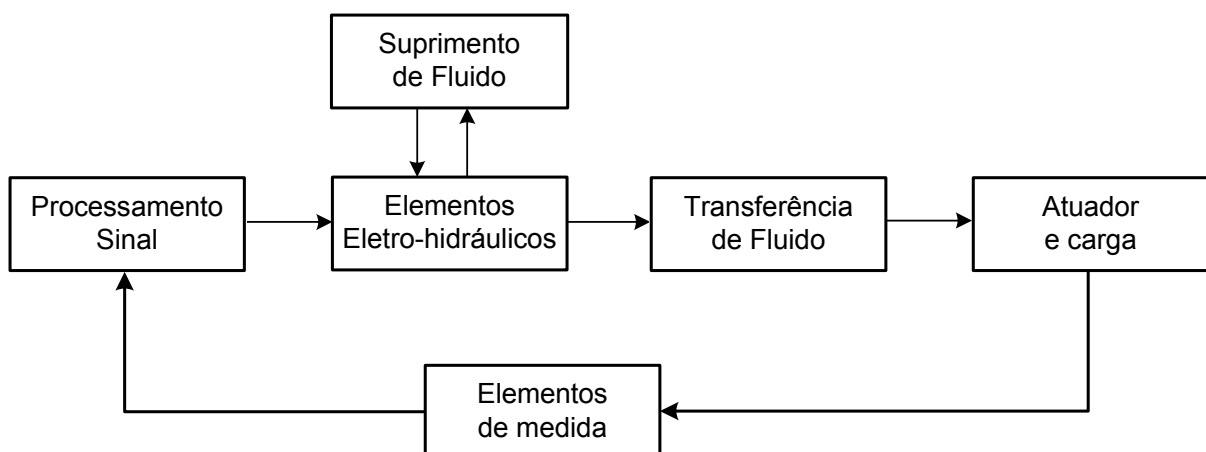 Suprimento
de Fluido
Processamento
Sinal
Elementos
Eletro-hidráulicos
Transferência
de Fluido
Atuador
e carga
Elementos
de medida